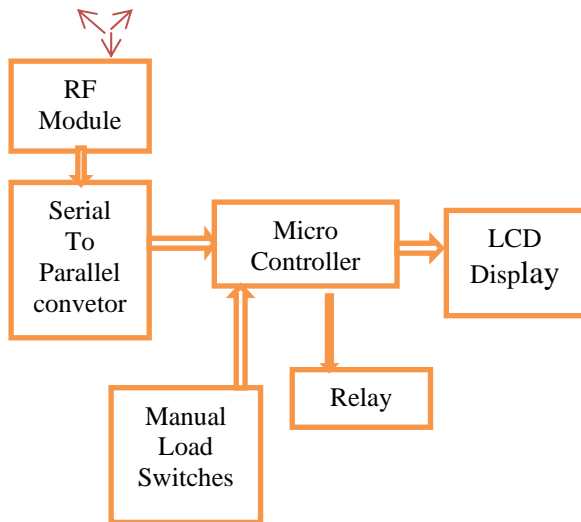 RF
Module
Serial
To
Parallel
convetor
Micro
Controller
LCD
Display
Manual
Load
Switches
Relay